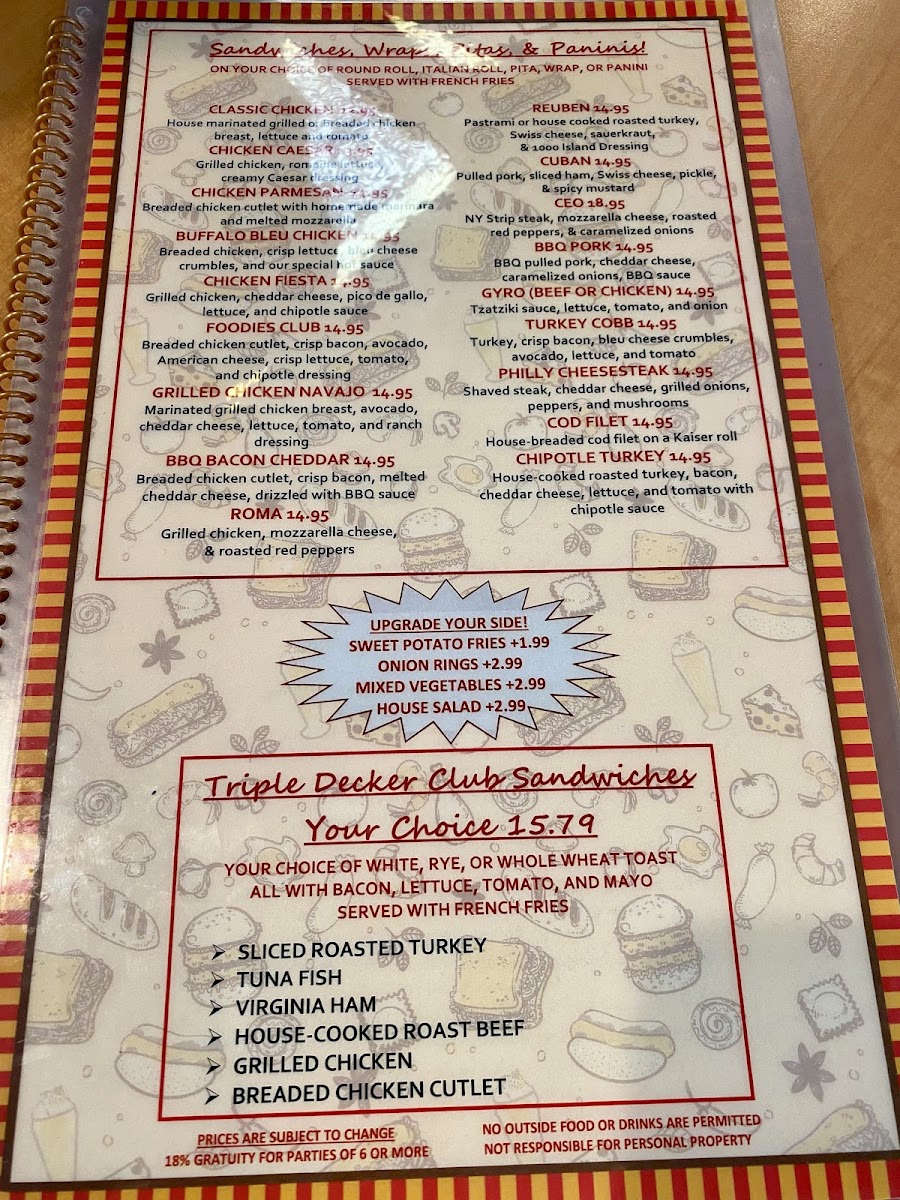 Sandwiches, Wraps, Pitas, & Paninis!
ON YOUR CHOICE OF ROUND ROLL, ITALIAN ROLL, PITA, WRAP, OR PANINI
SERVED WITH FRENCH FRIES
CLASSIC CHICKEN
House marinated grilled or breaded chicken
breast, lettuce and tomato
CHICKEN CAESAR
Grilled chicken, romaine lettuce,
creamy Caesar dressing
CHICKEN PARMESAN
Breaded chicken cutlet with homemade marinara
and melted mozzarella
BUFFALO BLEU CHICKEN
Breaded chicken, crisp lettuce, bleu cheese
crumbles, and our special hot sauce
CHICKEN FIESTA 14.95
Grilled chicken, cheddar cheese, pico de gallo,
lettuce, and chipotle sauce
FOODIES CLUB 14.95
Breaded chicken cutlet, crisp bacon, avocado,
American cheese, crisp lettuce, tomato,
and chipotle dressing
GRILLED CHICKEN NAVAJO 14.95
Marinated grilled chicken breast, avocado,
cheddar cheese, lettuce, tomato, and ranch
dressing
BBQ BACON CHEDDAR 14.95
Breaded chicken cutlet, crisp bacon, melted
cheddar cheese, drizzled with BBQ sauce
ROMA 14.95
Grilled chicken, mozzarella cheese,
& roasted red peppers
REUBEN 14.95
Pastrami or house cooked roasted turkey,
Swiss cheese, sauerkraut,
& 1000 Island Dressing
CUBAN 14.95
Pulled pork, sliced ham, Swiss cheese, pickle,
& spicy mustard
CEO 18.95
NY Strip steak, mozzarella cheese, roasted
red peppers, & caramelized onions
BBQ PORK 14.95
BBQ pulled pork, cheddar cheese,
caramelized onions, BBQ sauce
GYRO (BEEF OR CHICKEN) 14.95
Tzatziki sauce, lettuce, tomato, and onion
TURKEY COBB 14.95
Turkey, crisp bacon, bleu cheese crumbles,
avocado, lettuce, and tomato
PHILLY CHEESESTEAK 14.95
Shaved steak, cheddar cheese, grilled onions,
peppers, and mushrooms
COD FILET 14.95
House-breaded cod filet on a Kaiser roll
CHIPOTLE TURKEY 14.95
House-cooked roasted turkey, bacon,
cheddar cheese, lettuce, and tomato with
chipotle sauce
UPGRADE YOUR SIDE!
SWEET POTATO FRIES +1.99
ONION RINGS +2.99
MIXED VEGETABLES +2.99
HOUSE SALAD +2.99
Triple Decker Club Sandwiches
Your Choice 15.79
YOUR CHOICE OF WHITE, RYE, OR WHOLE WHEAT TOAST
ALL WITH BACON, LETTUCE, TOMATO, AND MAYO
SERVED WITH FRENCH FRIES
➢ SLICED ROASTED TURKEY
➢ TUNA FISH
➢ VIRGINIA HAM
➢ HOUSE-COOKED ROAST BEEF
➢ GRILLED CHICKEN
➢ BREADED CHICKEN CUTLET
PRICES ARE SUBJECT TO CHANGE
18% GRATUITY FOR PARTIES OF 6 OR MORE
NO OUTSIDE FOOD OR DRINKS ARE PERMITTED
NOT RESPONSIBLE FOR PERSONAL PROPERTY